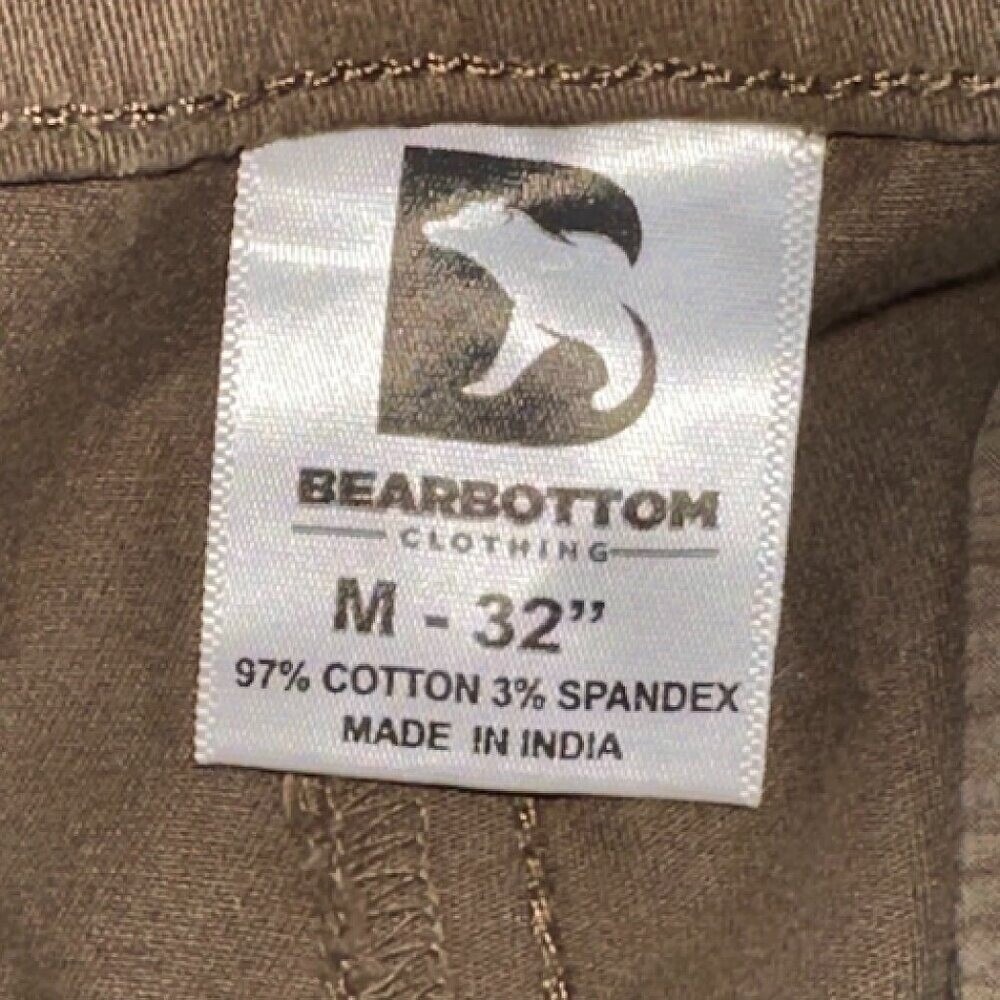 BEARBOTTOM
CLOTHING
M - 32”
97% COTTON 3% SPANDEX
MADE IN INDIA